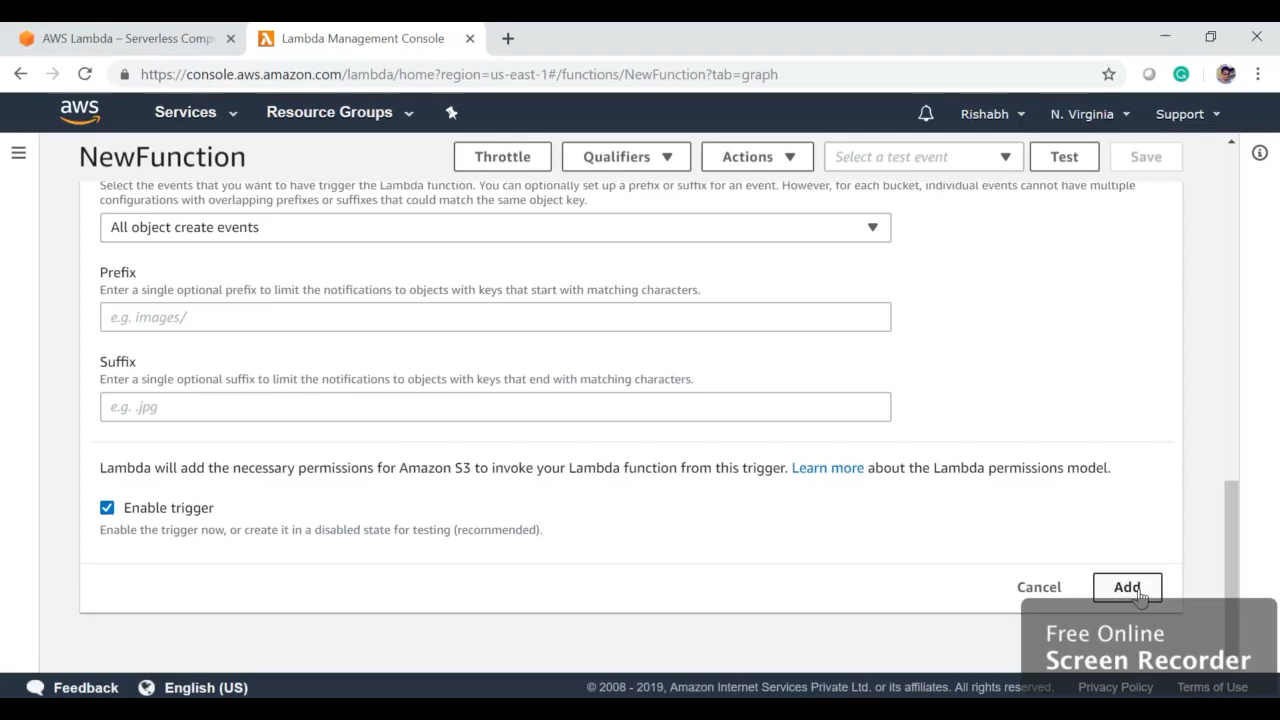 AWS Lambda – Serverless Compu
Lambda Management Console
https://console.aws.amazon.com/lambda/home?region=us-east-1#/functions/NewFunction?tab=graph
aws Services Resource Groups Rishabh N. Virginia Support
NewFunction Throttle Qualifiers Actions Select a test event Test Save
Select the events that you want to have trigger the Lambda function. You can optionally set up a prefix or suffix for an event. However, for each bucket, individual events cannot have multiple
configurations with overlapping prefixes or suffixes that could match the same object key.
All object create events
Prefix
Enter a single optional prefix to limit the notifications to objects with keys that start with matching characters.
e.g. images/
Suffix
Enter a single optional suffix to limit the notifications to objects with keys that end with matching characters.
e.g. .jpg
Lambda will add the necessary permissions for Amazon S3 to invoke your Lambda function from this trigger. Learn more about the Lambda permissions model.
Enable trigger
Enable the trigger now, or create it in a disabled state for testing (recommended).
Cancel Add
Free Online
Screen Recorder
Feedback English (US) © 2008 - 2019, Amazon Internet Services Private Ltd. or its affiliates. All rights reserved. Privacy Policy Terms of Use